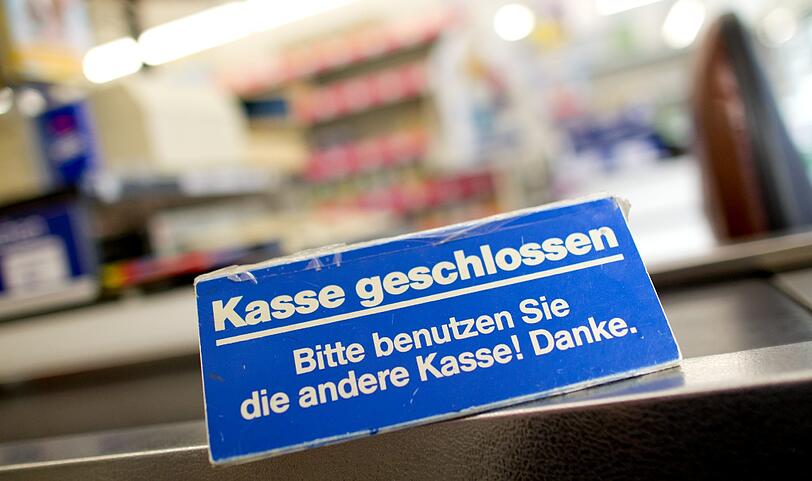 Kasse geschlossen
Bitte benutzen Sie
die andere Kasse! Danke.